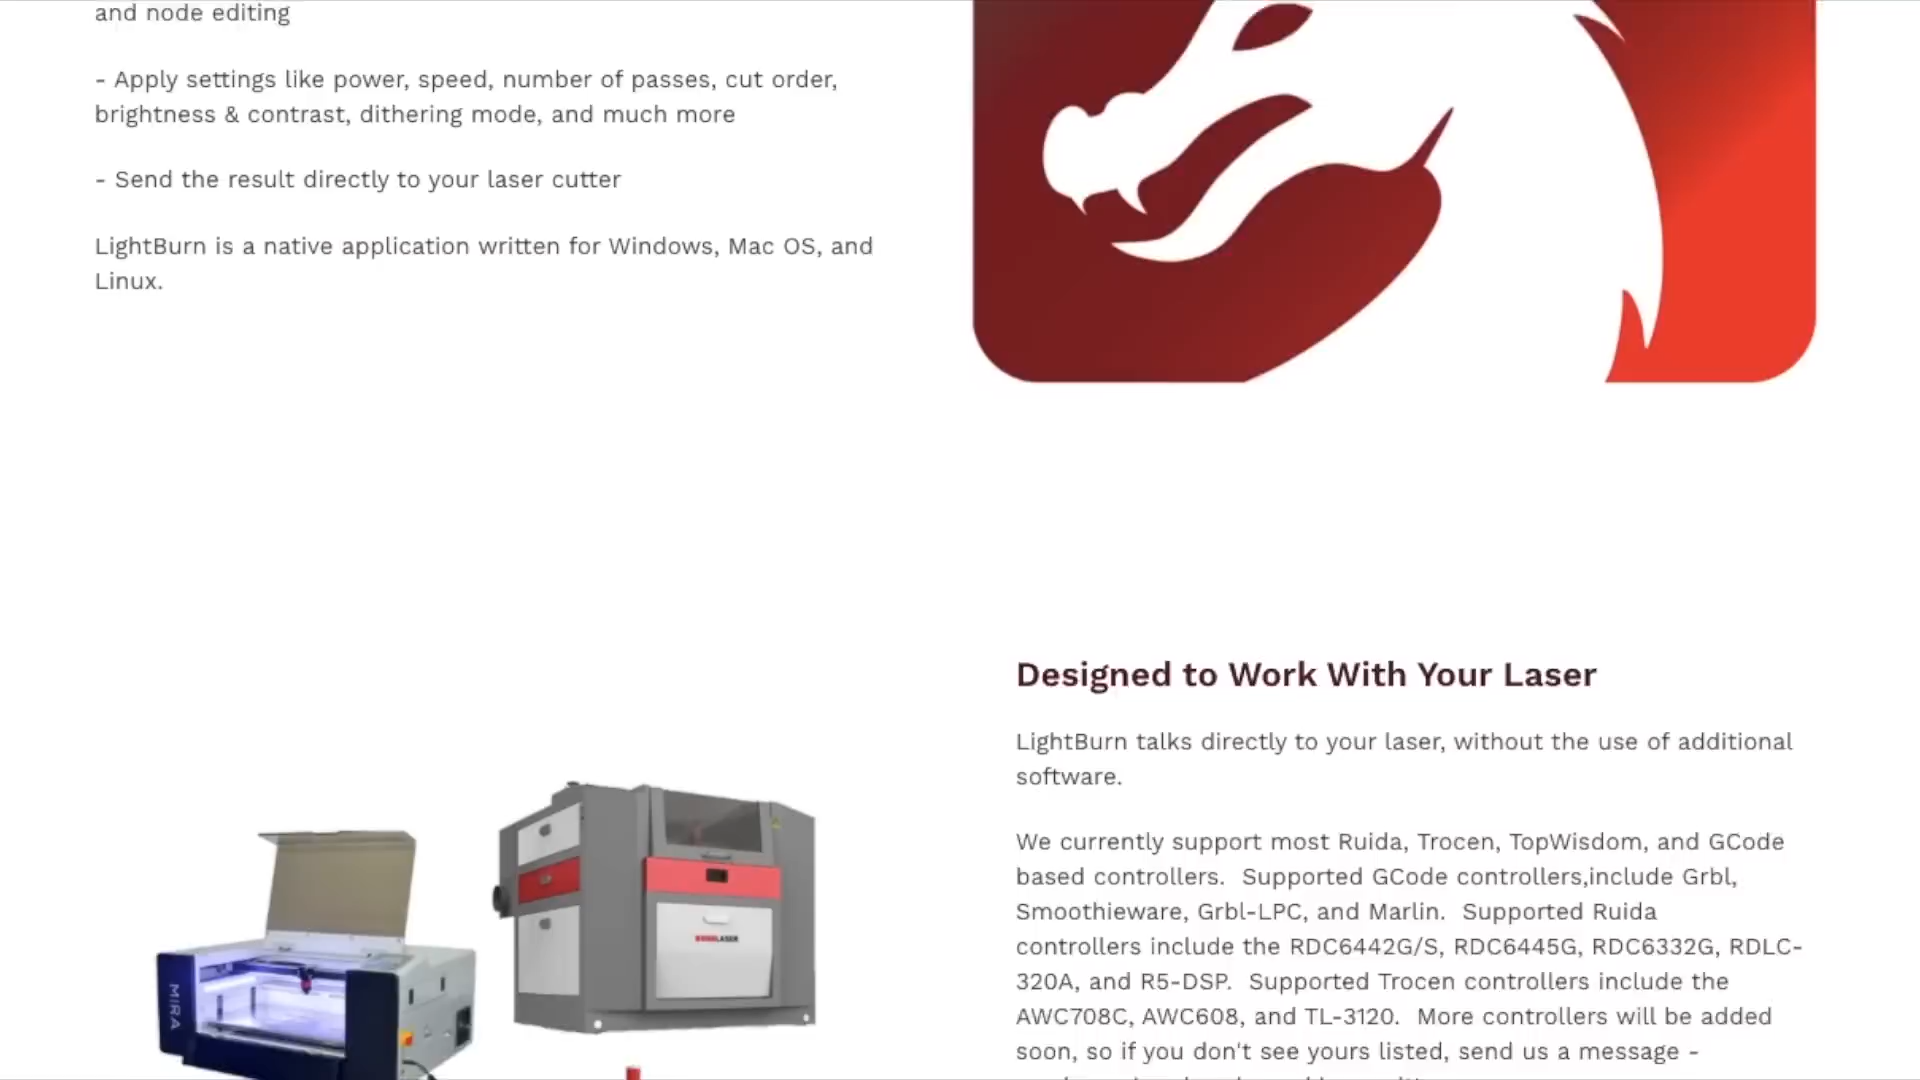 and node editing
- Apply settings like power, speed, number of passes, cut order,
brightness & contrast, dithering mode, and much more
- Send the result directly to your laser cutter
LightBurn is a native application written for Windows, Mac OS, and
Linux.
Designed to Work With Your Laser
LightBurn talks directly to your laser, without the use of additional
software.
We currently support most Ruida, Trocen, TopWisdom, and GCode
based controllers.  Supported GCode controllers,include Grbl,
Smoothieware, Grbl-LPC, and Marlin.  Supported Ruida
controllers include the RDC6442G/S, RDC6445G, RDC6332G, RDLC-
320A, and R5-DSP.  Supported Trocen controllers include the
AWC708C, AWC608, and TL-3120.  More controllers will be added
soon, so if you don't see yours listed, send us a message -
MIRA